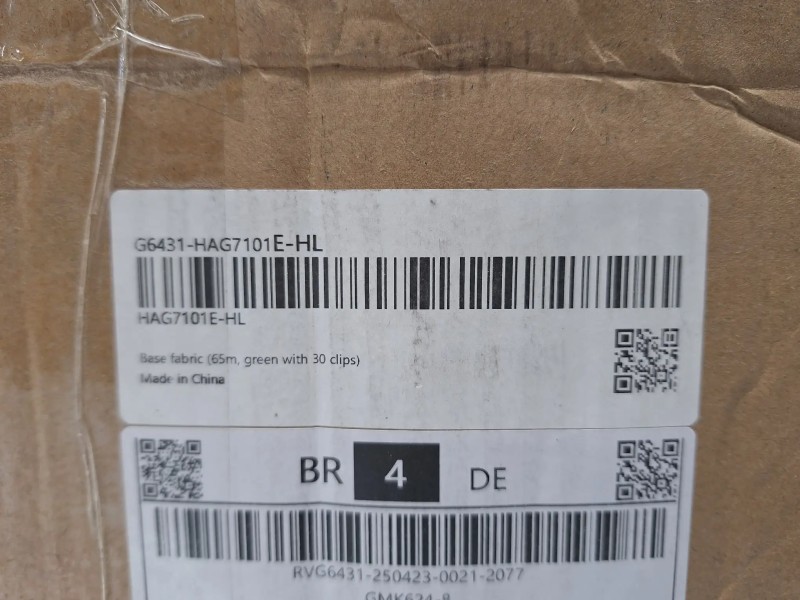 G6431-HAG7101E-HL
HAG7101E-HL
Base fabric (65m, green with 30 clips)
Made in China
BR 4 DE
RVG6431-250423-0021-2077